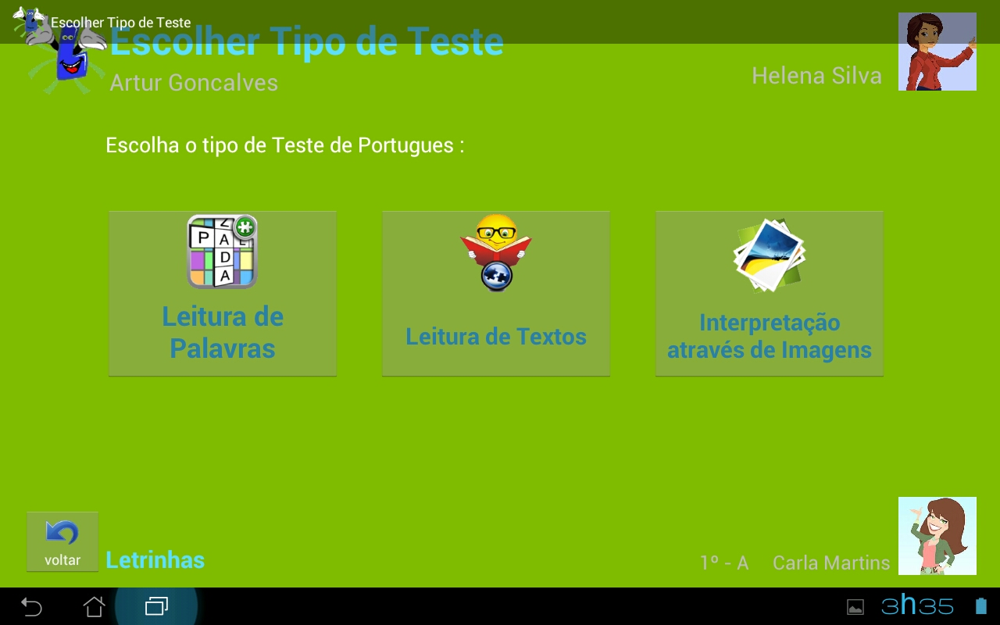 Escolher Tipo de Teste
Escolher Tipo de Teste
Artur Goncalves
Helena Silva
Escolha o tipo de Teste de Portugues :
Z
P A L
D
A
Leitura de
Palavras
Leitura de Textos
Interpretação
através de Imagens
voltar
Letrinhas
1º - A
Carla Martins
3h35